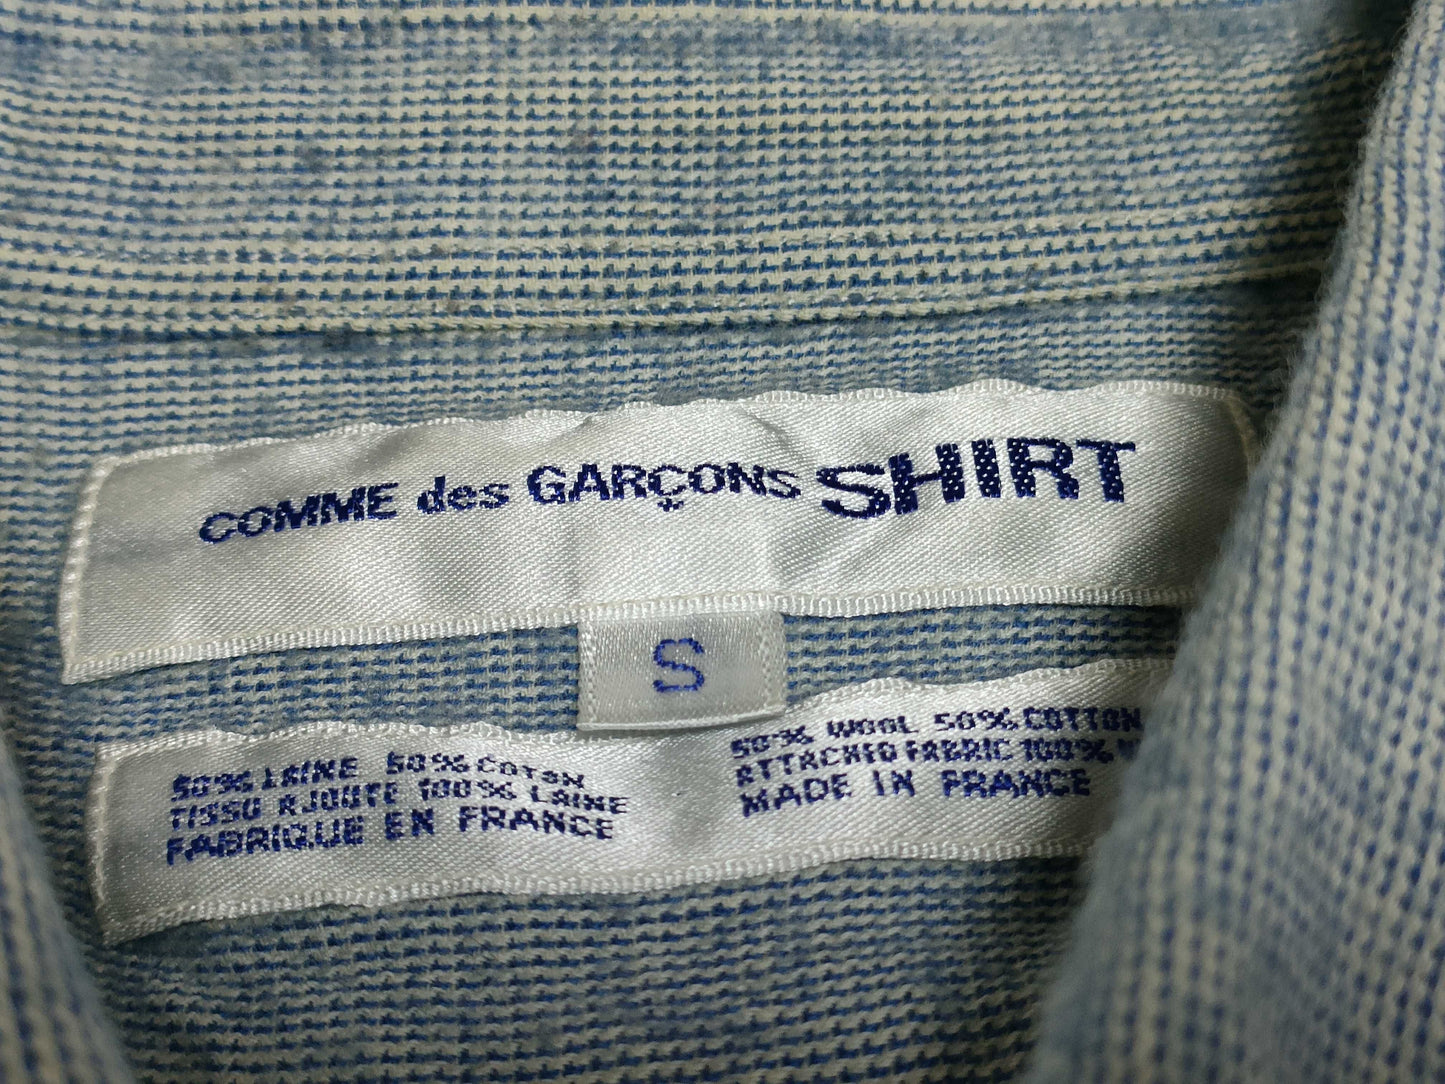 COMME des GARÇONS SHIRT
S
50% LAINE 50% COTON
TISSU AJOUTE 100% LAINE
FABRIQUE EN FRANCE
50% WOOL 50% COTTON
ATTACHED FABRIC 100%
MADE IN FRANCE